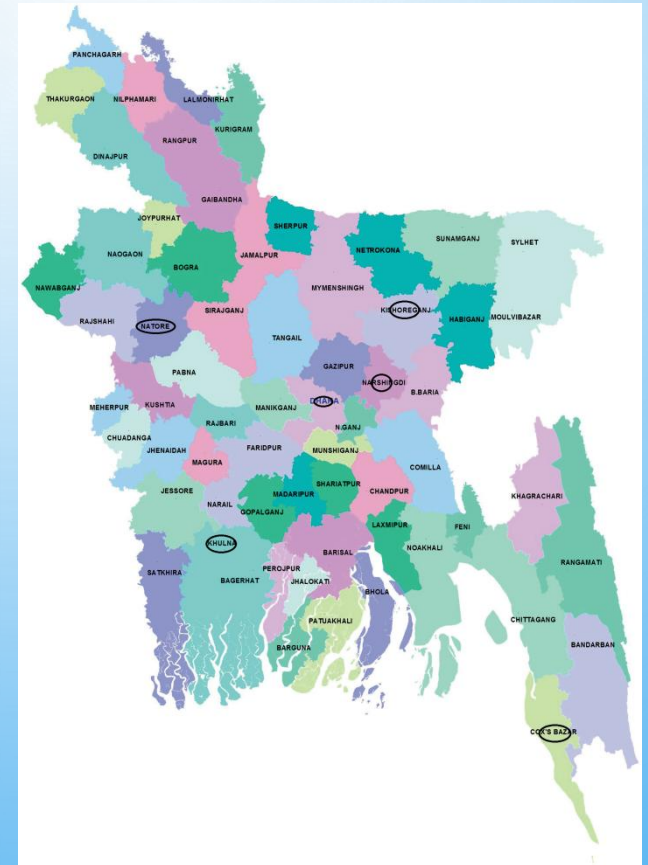 PANCHAGARH
THAKURGAON
NILPHAMARI
LALMONIRHAT
KURIGRAM
RANGPUR
DINAJPUR
GAIBANDHA
JOYPURHAT
SHERPUR
SUNAMGANJ
SYLHET
NAOGAON
NETROKONA
JAMALPUR
BOGRA
NAWABGANJ
MYMENSINGH
SIRAJGANJ
KISHOREGANJ
RAJSHAHI
NATORE
HABIGANJ
MOULVIBAZAR
TANGAIL
GAZIPUR
PABNA
NARSHINGDI
B.BARIA
MEHERPUR
KUSHTIA
MANIKGANJ
DHAKA
RAJBARI
N.GANJ
CHUADANGA
JHENAIDAH
FARIDPUR
MUNSHIGANJ
MAGURA
COMILLA
SHARIATPUR
JESSORE
MADARIPUR
CHANDPUR
KHAGRACHARI
NARAIL
GOPALGANJ
LAXMIPUR
FENI
KHULNA
BARISAL
NOAKHALI
RANGAMATI
SATKHIRA
PEROJPUR
BAGERHAT
JHALOKATI
BHOLA
PATUAKHALI
CHITTAGANG
BARGUNA
BANDARBAN
COX'S BAZAR
1